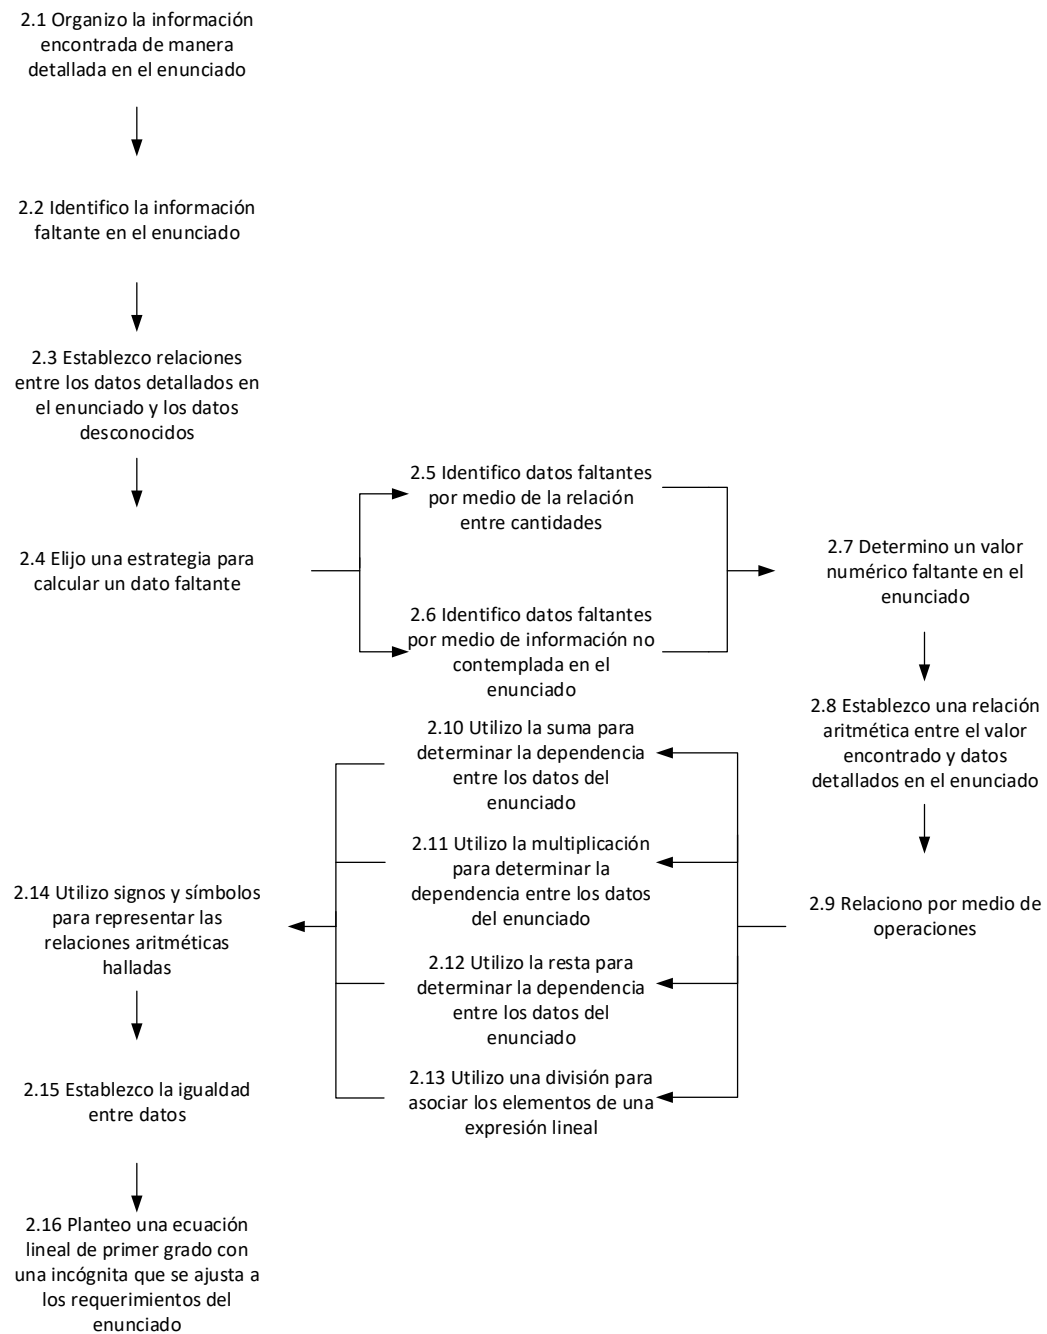 2.1 Organizo la información
encontrada de manera
detallada en el enunciado
2.2 Identifico la información
faltante en el enunciado
2.3 Establezco relaciones
entre los datos detallados en
el enunciado y los datos
desconocidos
2.4 Elijo una estrategia para
calcular un dato faltante
2.5 Identifico datos faltantes
por medio de la relación
entre cantidades
2.6 Identifico datos faltantes
por medio de información no
contemplada en el
enunciado
2.7 Determino un valor
numérico faltante en el
enunciado
2.8 Establezco una relación
aritmética entre el valor
encontrado y datos
detallados en el enunciado
2.9 Relaciono por medio de
operaciones
2.10 Utilizo la suma para
determinar la dependencia
entre los datos del
enunciado
2.11 Utilizo la multiplicación
para determinar la
dependencia entre los datos
del enunciado
2.12 Utilizo la resta para
determinar la dependencia
entre los datos del
enunciado
2.13 Utilizo una división para
asociar los elementos de una
expresión lineal
2.14 Utilizo signos y símbolos
para representar las
relaciones aritméticas
halladas
2.15 Establezco la igualdad
entre datos
2.16 Planteo una ecuación
lineal de primer grado con
una incógnita que se ajusta a
los requerimientos del
enunciado